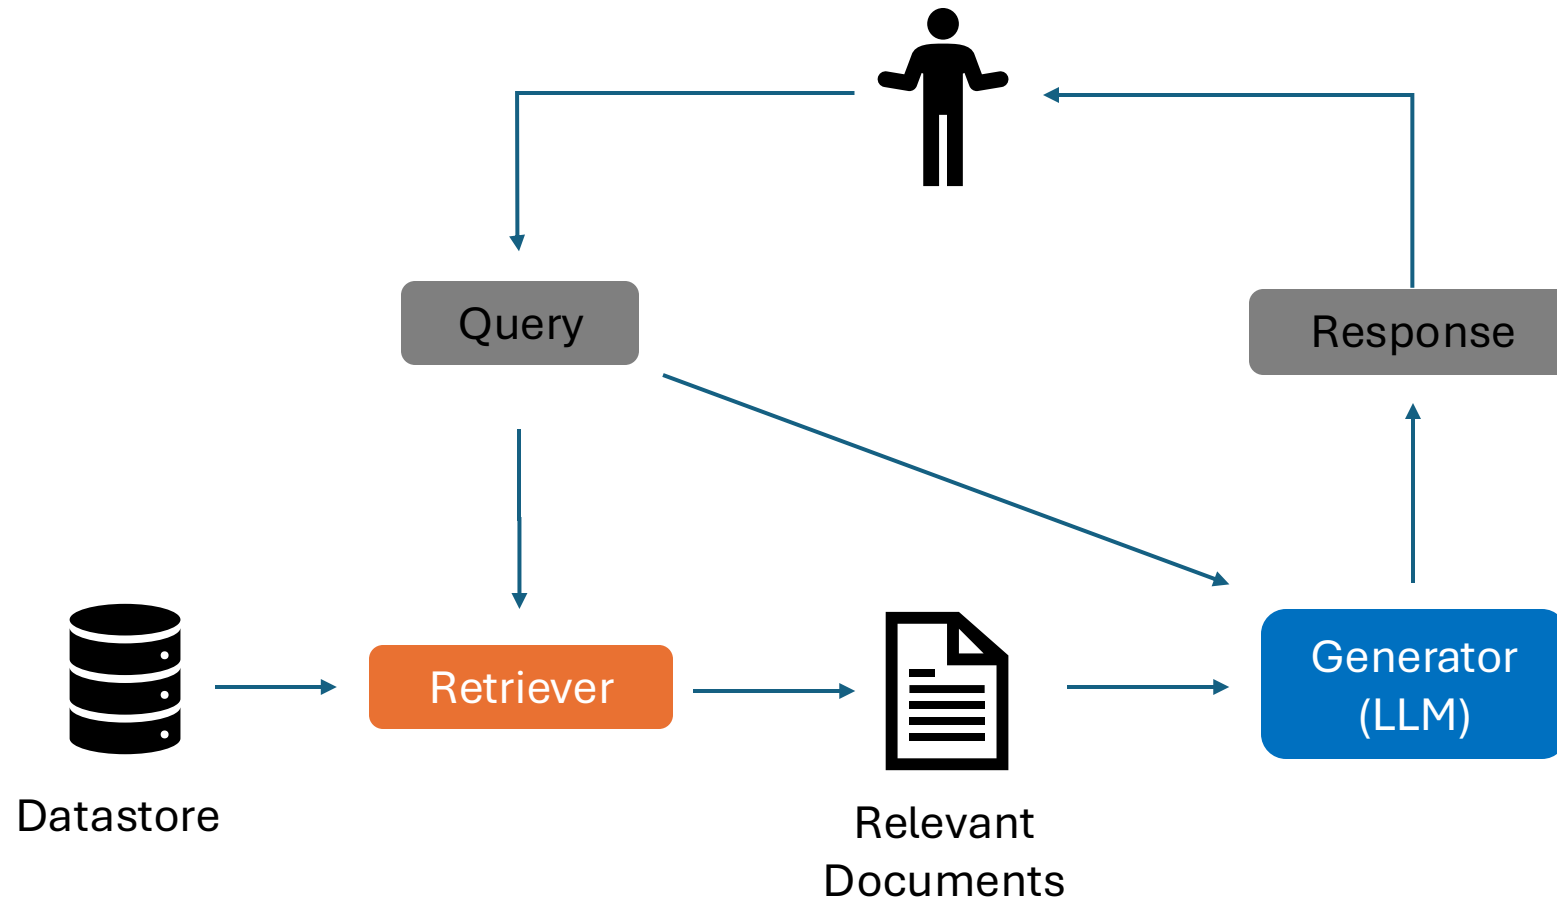 Query
Response
Retriever
Generator
(LLM)
Datastore
Relevant
Documents